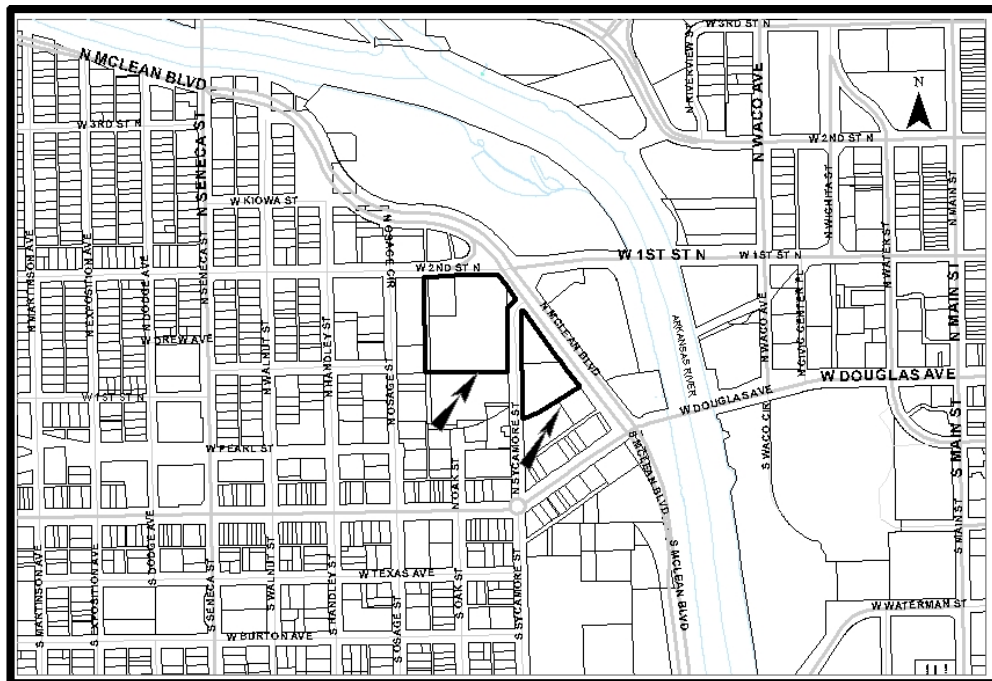 W 3RD ST N
N MCLEAN BLVD
N RIVERVIEW ST
N WACO AVE
N
W 3RD ST N
N SENECA ST
W 2ND ST N
N WICHITA ST
N MAIN ST
W KIOWA ST
N OSAGE CIR
N WATER ST
W 1ST ST N
W 1ST ST N
W 2ND ST N
N MARTINSON AVE
N EXPOSITION AVE
N DODGE AVE
N SENECA ST
N WALNUT ST
N HANDLEY ST
N OSAGE ST
N MCLEAN BLVD
ARKANSAS RIVER
N WACO AVE
N CIVIC CENTER PL
N MAIN ST
W DREW AVE
W DOUGLAS AVE
W 1ST ST N
W DOUGLAS AVE
N SYCAMORE ST
W PEARL ST
N OAK ST
S MCLEAN BLVD
S WACO CIR
S MAIN ST
S MARTINSON AVE
S EXPOSITION AVE
S DODGE AVE
S SENECA ST
S WALNUT ST
S HANDLEY ST
S OSAGE ST
S OAK ST
S SYCAMORE ST
S MCLEAN BLVD
S MAIN ST
W TEXAS AVE
W WATERMAN ST
W BURTON AVE